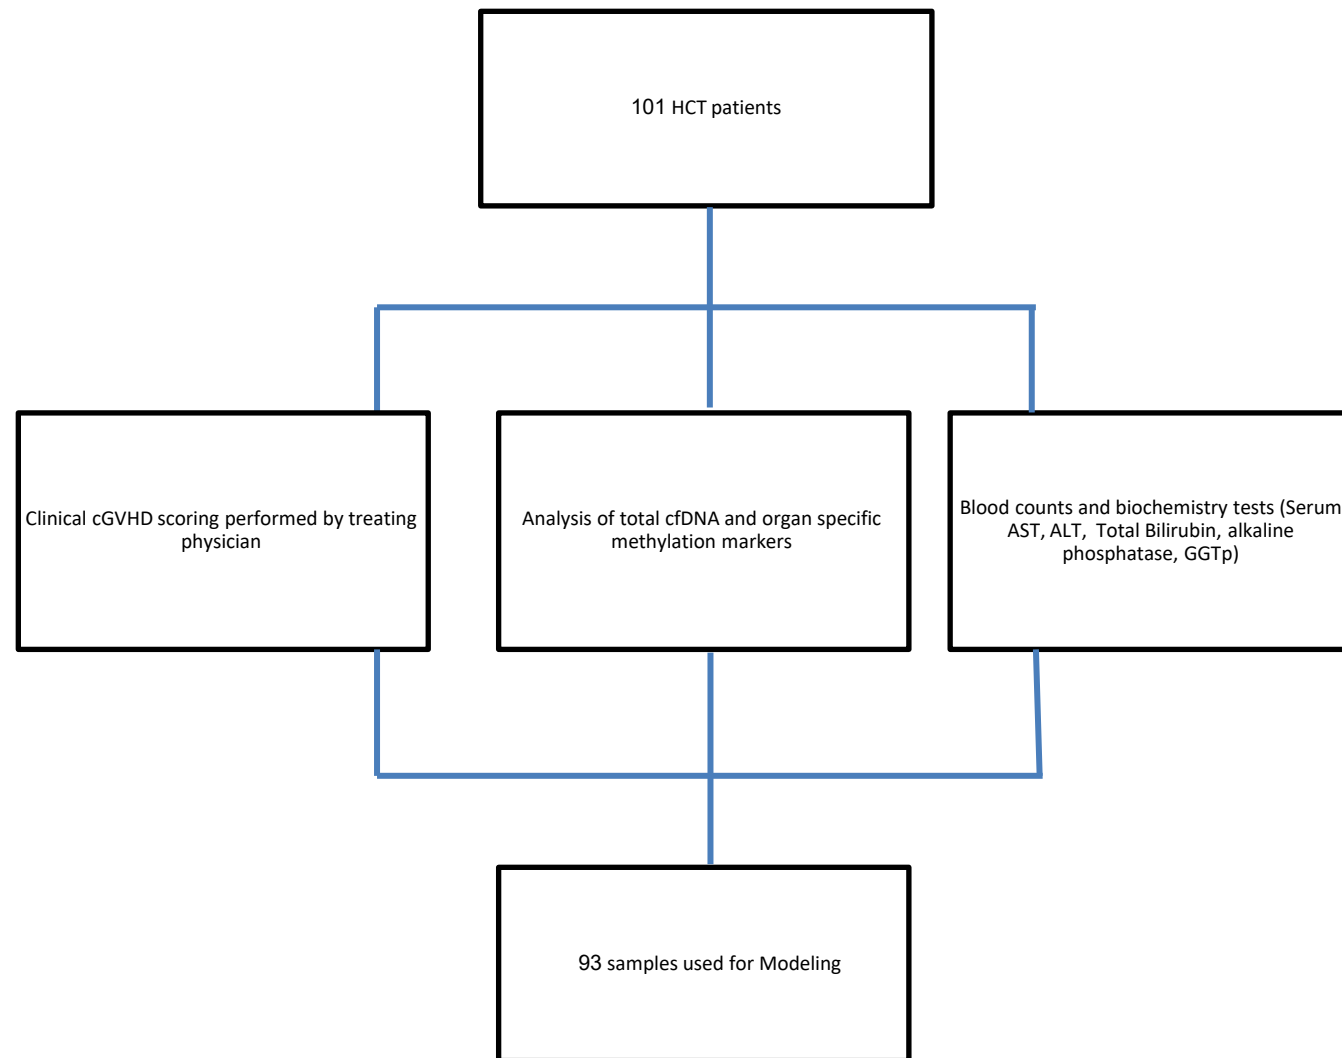 101 HCT patients
Clinical cGVHD scoring performed by treating
physician
Analysis of total cfDNA and organ specific
methylation markers
Blood counts and biochemistry tests (Serum
AST, ALT,  Total Bilirubin, alkaline
phosphatase, GGTp)
93 samples used for Modeling